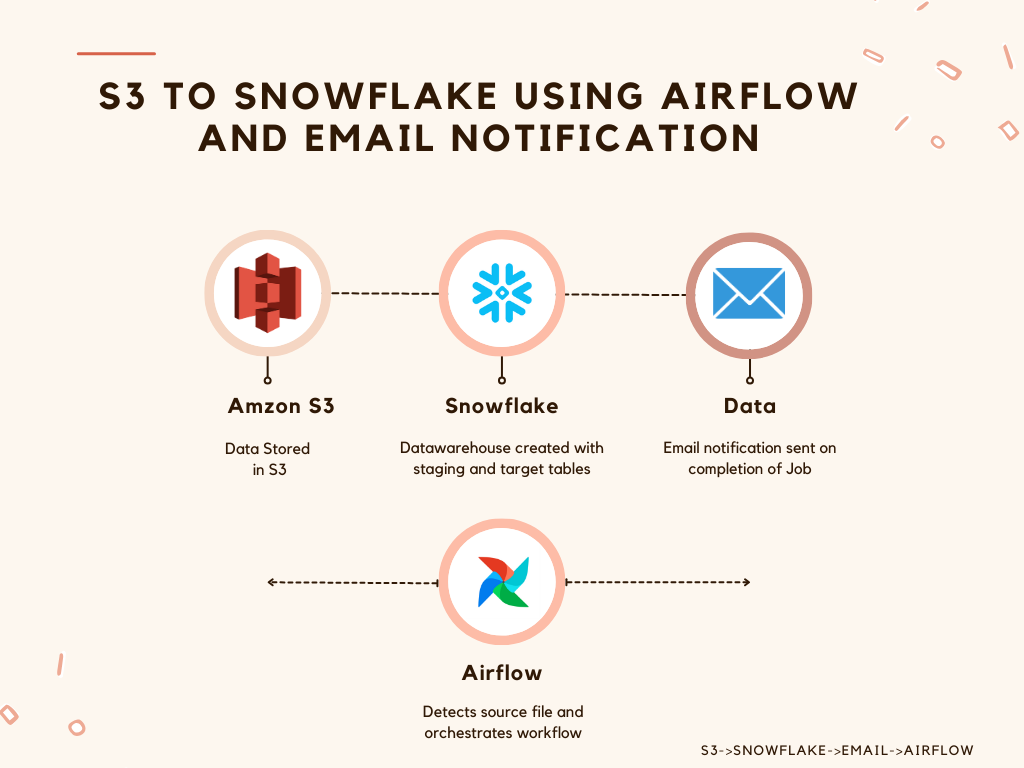 S3 TO SNOWFLAKE USING AIRFLOW
AND EMAIL NOTIFICATION
Amzon S3
Data Stored
in S3
Snowflake
Datawarehouse created with
staging and target tables
Data
Email notification sent on
completion of Job
Airflow
Detects source file and
orchestrates workflow
S3->SNOWFLAKE->EMAIL->AIRFLOW